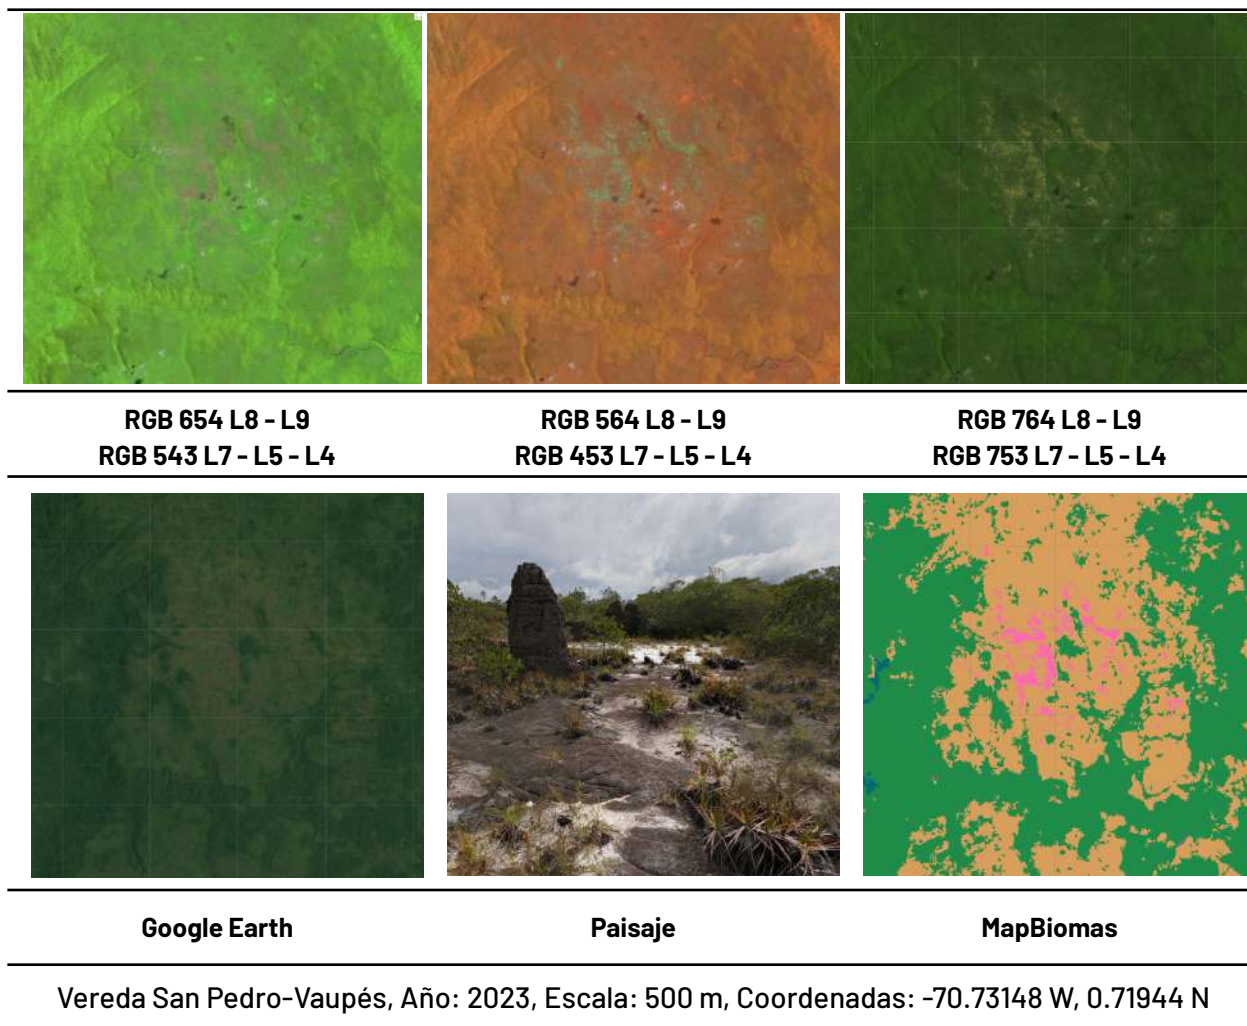 RGB 654 L8 - L9
RGB 543 L7 - L5 - L4
RGB 564 L8 - L9
RGB 453 L7 - L5 - L4
RGB 764 L8 - L9
RGB 753 L7 - L5 - L4
Google Earth
Paisaje
MapBiomas
Vereda San Pedro-Vaupés, Año: 2023, Escala: 500 m, Coordenadas: -70.73148 W, 0.71944 N